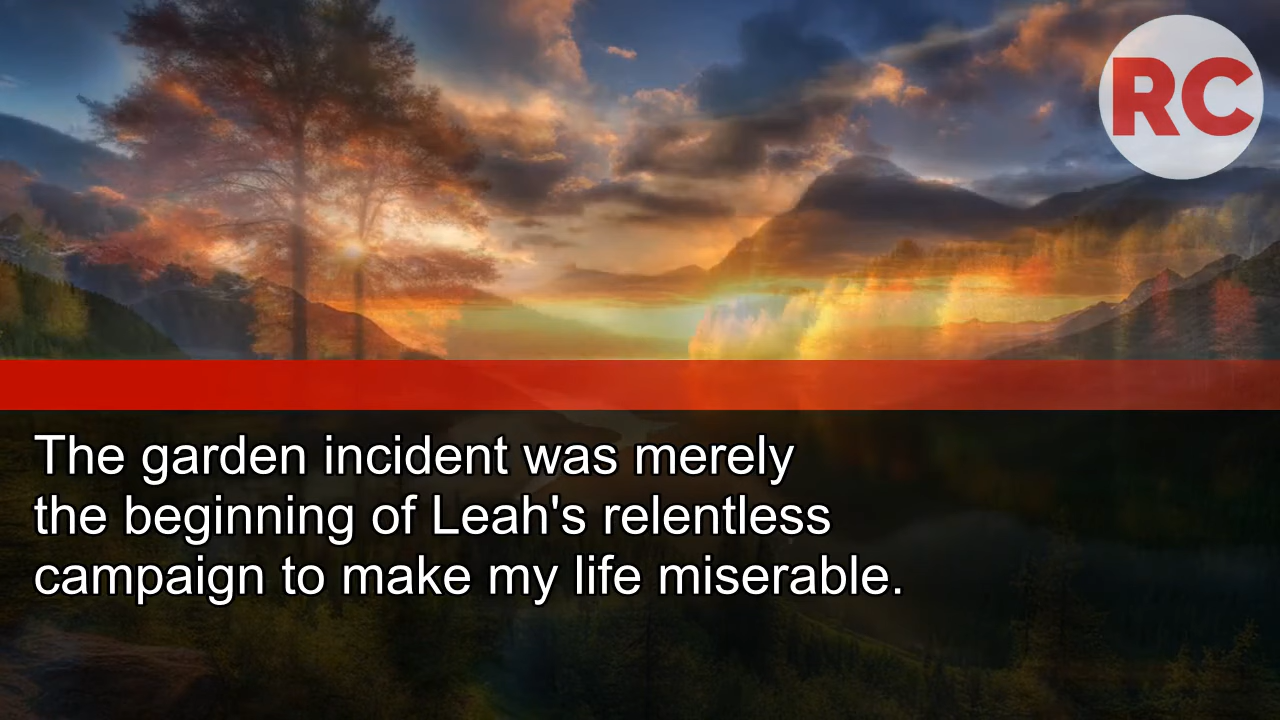 RC
The garden incident was merely
the beginning of Leah's relentless
campaign to make my life miserable.